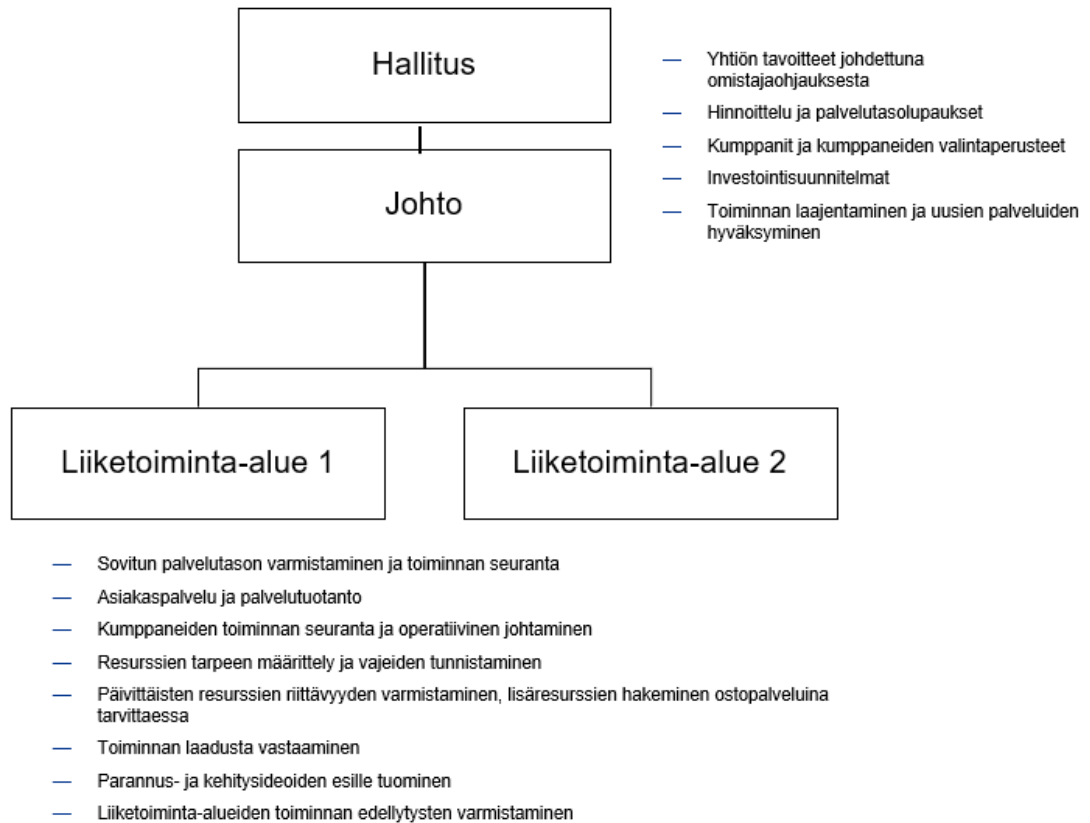 Hallitus
— Yhtiön tavoitteet johdettuna
omistajaohjauksesta
— Hinnoittelu ja palvelutasolupaukset
— Kumppanit ja kumppaneiden valintaperusteet
— Investointisuunnitelmat
— Toiminnan laajentaminen ja uusien palveluiden
hyväksyminen
Johto
Liiketoiminta-alue 1
Liiketoiminta-alue 2
— Sovitun palvelutason varmistaminen ja toiminnan seuranta
— Asiakaspalvelu ja palvelutuotanto
— Kumppaneiden toiminnan seuranta ja operatiivinen johtaminen
— Resurssien tarpeen määrittely ja vajeiden tunnistaminen
— Päivittäisten resurssien riittävyyden varmistaminen, lisäresurssien hakeminen ostopalveluina
tarvittaessa
— Toiminnan laadusta vastaaminen
— Parannus- ja kehitysideoiden esille tuominen
— Liiketoiminta-alueiden toiminnan edellytysten varmistaminen